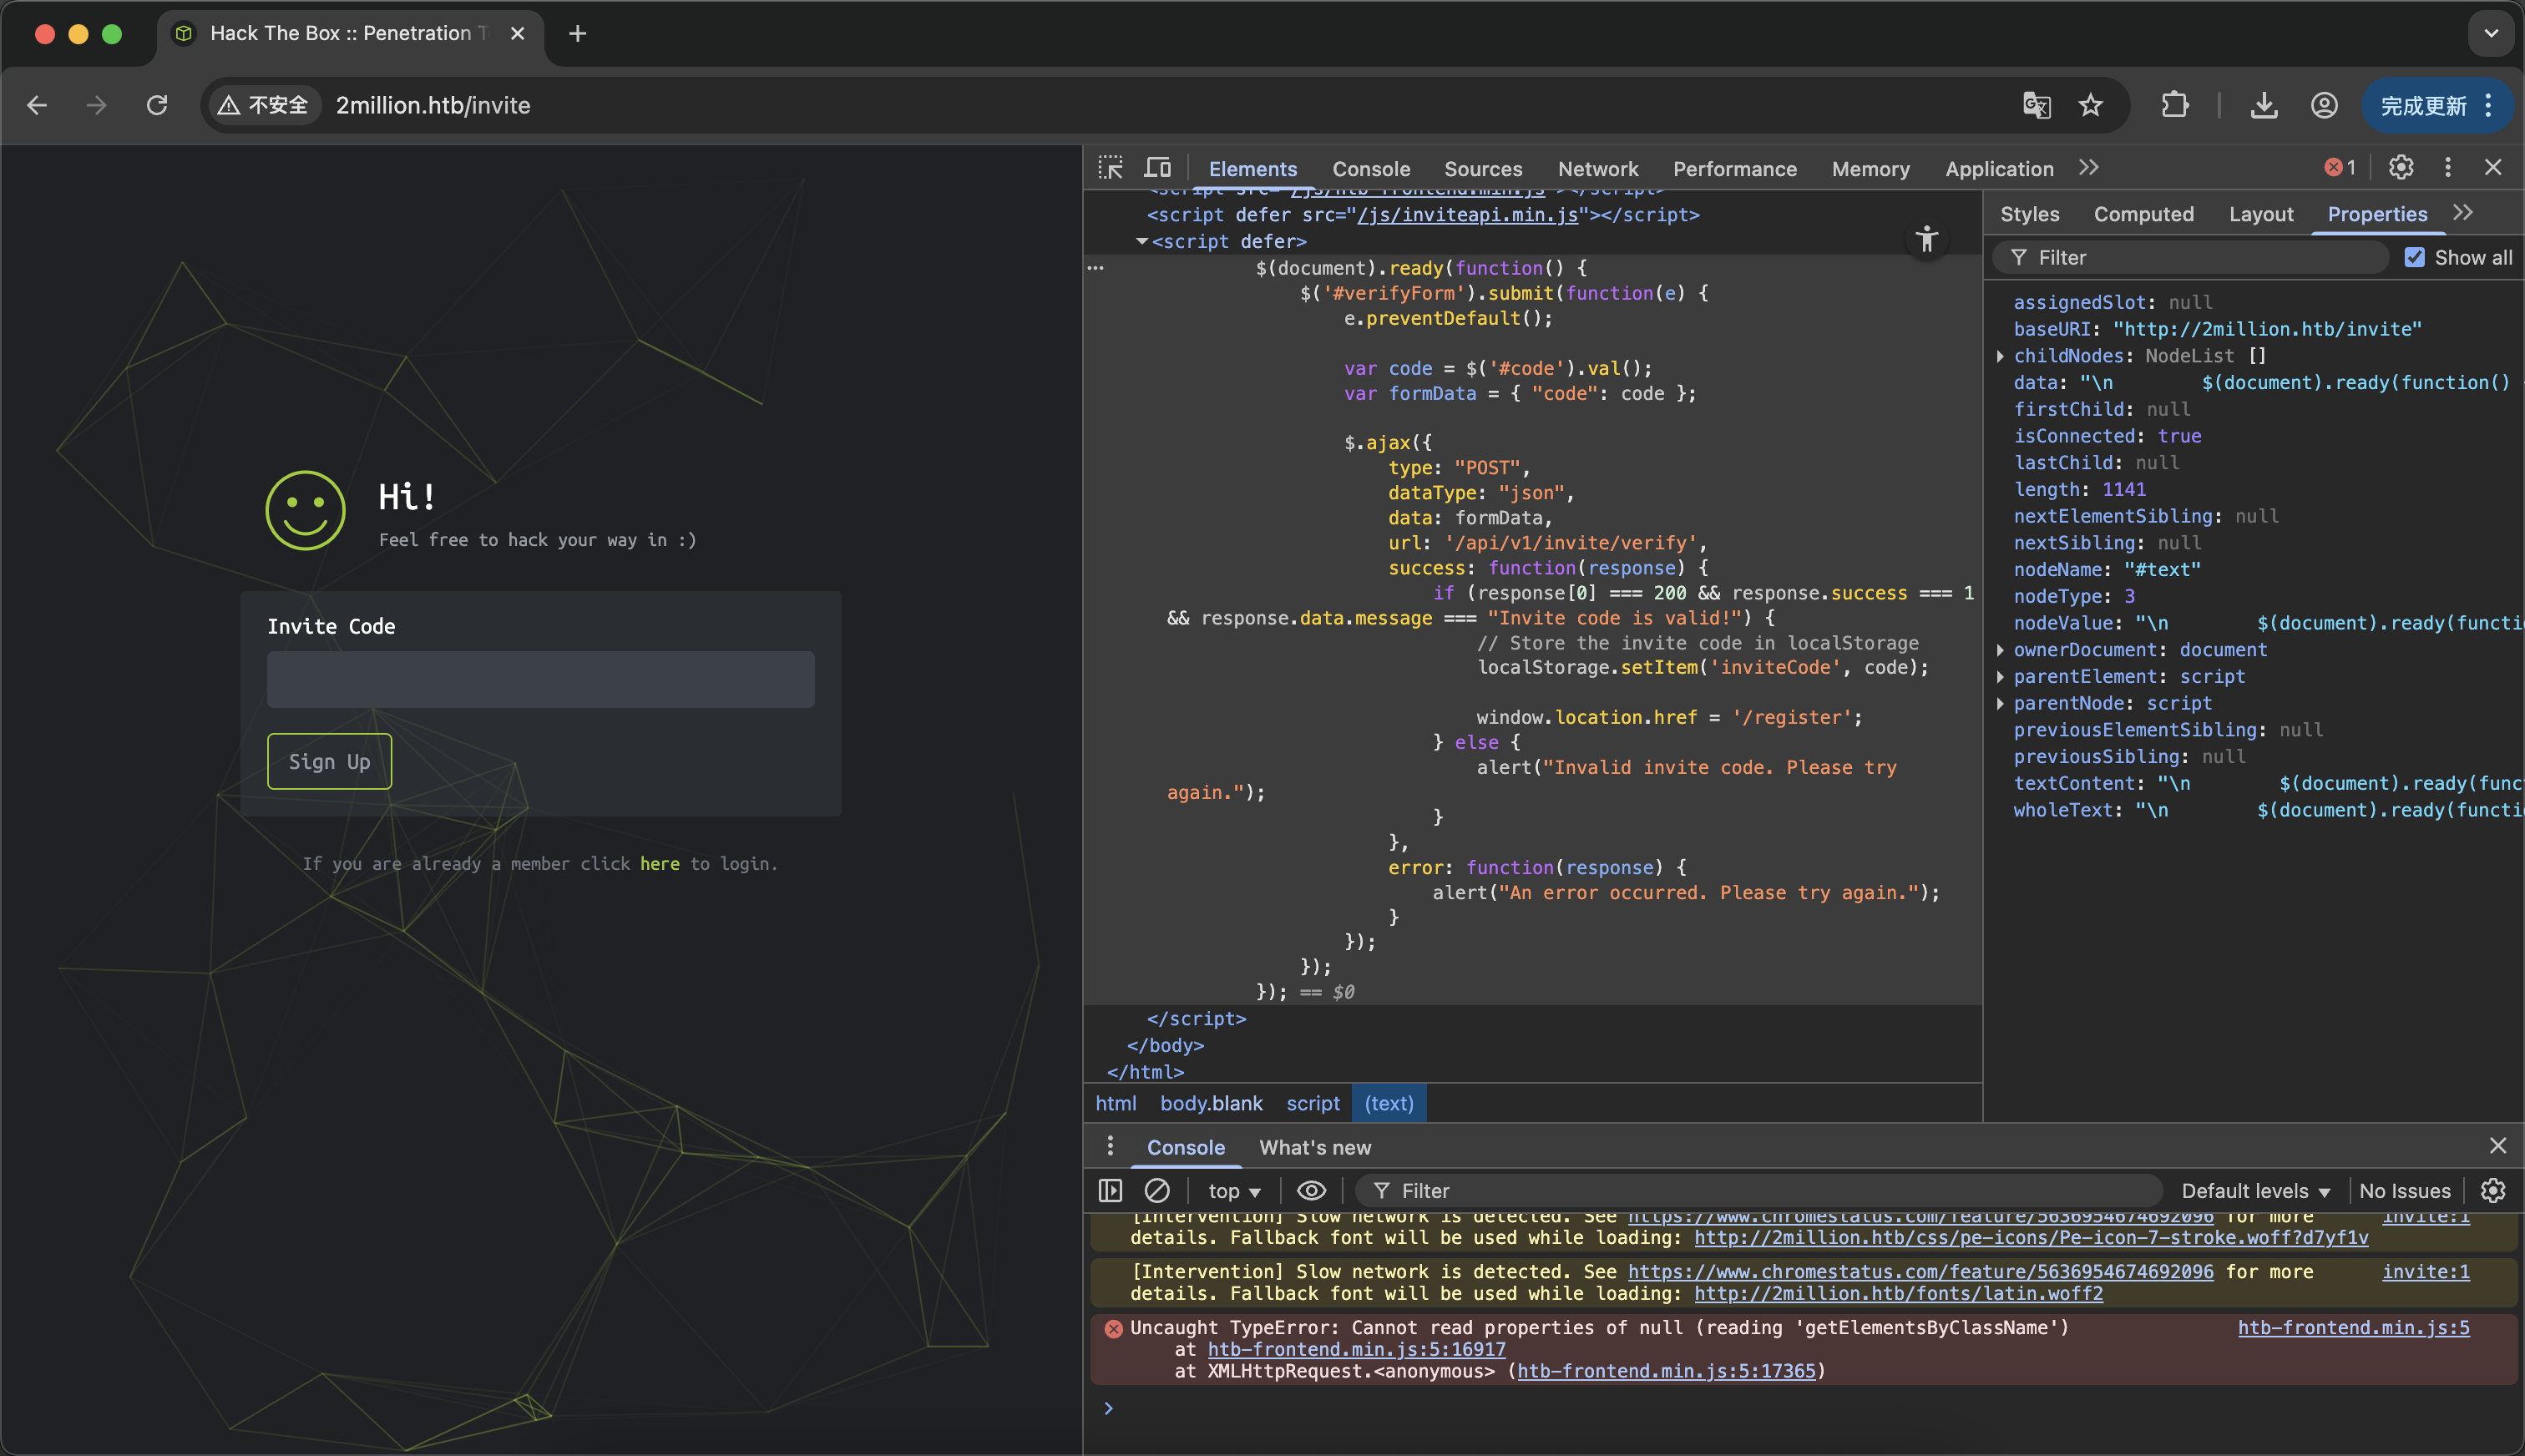 Hack The Box :: Penetration T
不安全
2million.htb/invite
完成更新
Hi!
Feel free to hack your way in :)
Invite Code
Sign Up
If you are already a member click here to login.
Elements Console Sources Network Performance Memory Application
1
<script src="/js/htb-frontend.min.js"></script>
<script defer src="/js/inviteapi.min.js"></script>
<script defer>
$(document).ready(function() {
$('#verifyForm').submit(function(e) {
e.preventDefault();
var code = $('#code').val();
var formData = { "code": code };
$.ajax({
type: "POST",
dataType: "json",
data: formData,
url: '/api/v1/invite/verify',
success: function(response) {
if (response[0] === 200 && response.success === 1
&& response.data.message === "Invite code is valid!") {
// Store the invite code in localStorage
localStorage.setItem('inviteCode', code);
window.location.href = '/register';
} else {
alert("Invalid invite code. Please try
again.");
}
},
error: function(response) {
alert("An error occurred. Please try again.");
}
});
});
}); == $0
</script>
</body>
</html>
html body.blank script (text)
Styles Computed Layout Properties
Filter
Show all
assignedSlot: null
baseURI: "http://2million.htb/invite"
childNodes: NodeList []
data: "\n $(document).ready(function()
firstChild: null
isConnected: true
lastChild: null
length: 1141
nextElementSibling: null
nextSibling: null
nodeName: "#text"
nodeType: 3
nodeValue: "\n $(document).ready(functi
ownerDocument: document
parentElement: script
parentNode: script
previousElementSibling: null
previousSibling: null
textContent: "\n $(document).ready(func
wholeText: "\n $(document).ready(functi
Console What's new
top
Filter
Default levels
No Issues
[Intervention] Slow network is detected. See https://www.chromestatus.com/feature/5636954674692096 for more invite:1
details. Fallback font will be used while loading: http://2million.htb/css/pe-icons/Pe-icon-7-stroke.woff?d7yf1v
[Intervention] Slow network is detected. See https://www.chromestatus.com/feature/5636954674692096 for more invite:1
details. Fallback font will be used while loading: http://2million.htb/fonts/latin.woff2
Uncaught TypeError: Cannot read properties of null (reading 'getElementsByClassName') htb-frontend.min.js:5
at htb-frontend.min.js:5:16917
at XMLHttpRequest.<anonymous> (htb-frontend.min.js:5:17365)